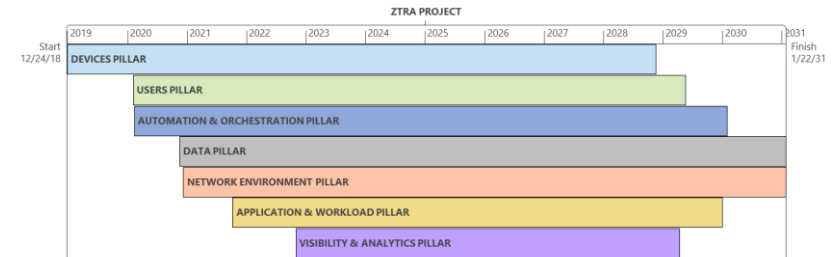 ZTRA PROJECT
2019 2020 2021 2022 2023 2024 2025 2026 2027 2028 2029 2030 2031
Start
12/24/18
Finish
1/22/31
DEVICES PILLAR
USERS PILLAR
AUTOMATION & ORCHESTRATION PILLAR
DATA PILLAR
NETWORK ENVIRONMENT PILLAR
APPLICATION & WORKLOAD PILLAR
VISIBILITY & ANALYTICS PILLAR